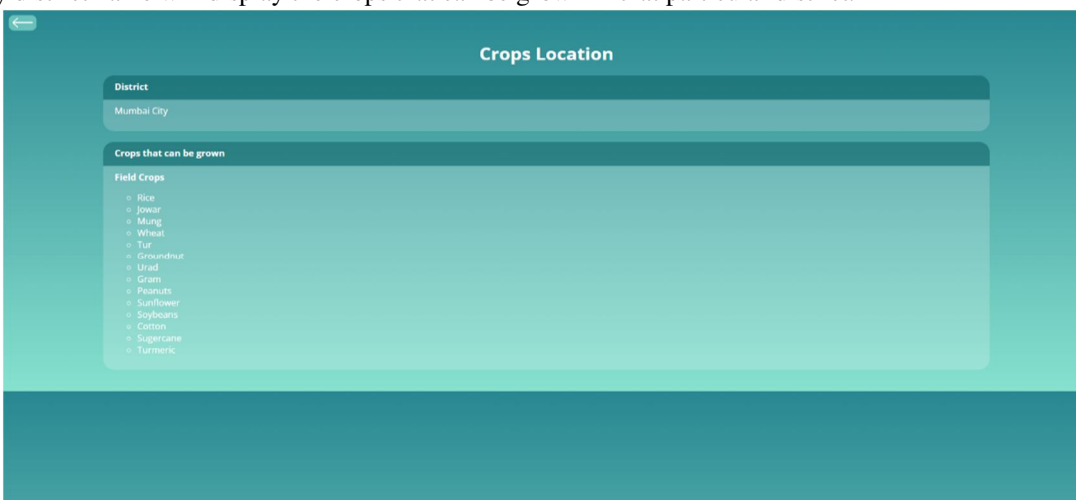 Crops Location
District
Mumbai City
Crops that can be grown
Field Crops
Rice
Jowar
Mung
Wheat
Tur
Groundnut
Urad
Gram
Peanuts
Sunflower
Soybeans
Cotton
Sugercane
Turmeric